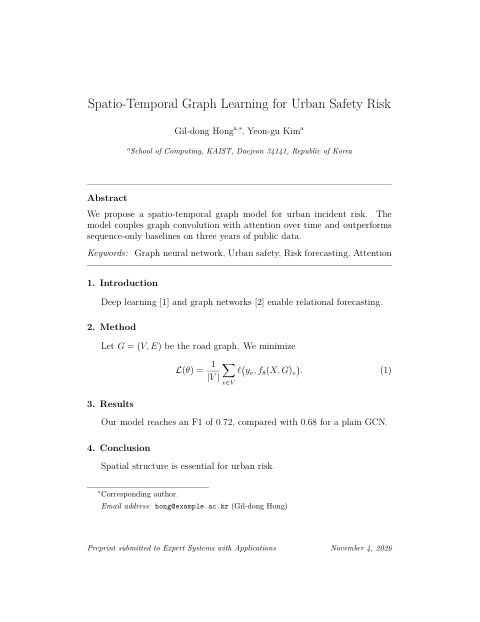 Spatio-Temporal Graph Learning for Urban Safety Risk
Gil-dong Hong^{a,*}, Yeon-gu Kim^{a}
^{a}School of Computing, KAIST, Daejeon 34141, Republic of Korea
Abstract
We propose a spatio-temporal graph model for urban incident risk. The
model couples graph convolution with attention over time and outperforms
sequence-only baselines on three years of public data.
Keywords: Graph neural network, Urban safety, Risk forecasting, Attention
1. Introduction
Deep learning [1] and graph networks [2] enable relational forecasting.
2. Method
Let G = (V, E) be the road graph. We minimize
L(θ) = 1/|V| ∑_{v∈V} ℓ(y_v, f_θ(X, G)_v). (1)
3. Results
Our model reaches an F1 of 0.72, compared with 0.68 for a plain GCN.
4. Conclusion
Spatial structure is essential for urban risk.
*Corresponding author.
Email address: hong@example.ac.kr (Gil-dong Hong)
Preprint submitted to Expert Systems with Applications November 4, 2026